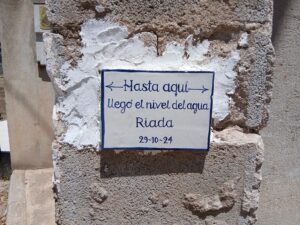 Hasta aquí
llegó el nivel del agua
Riada
29-10-24